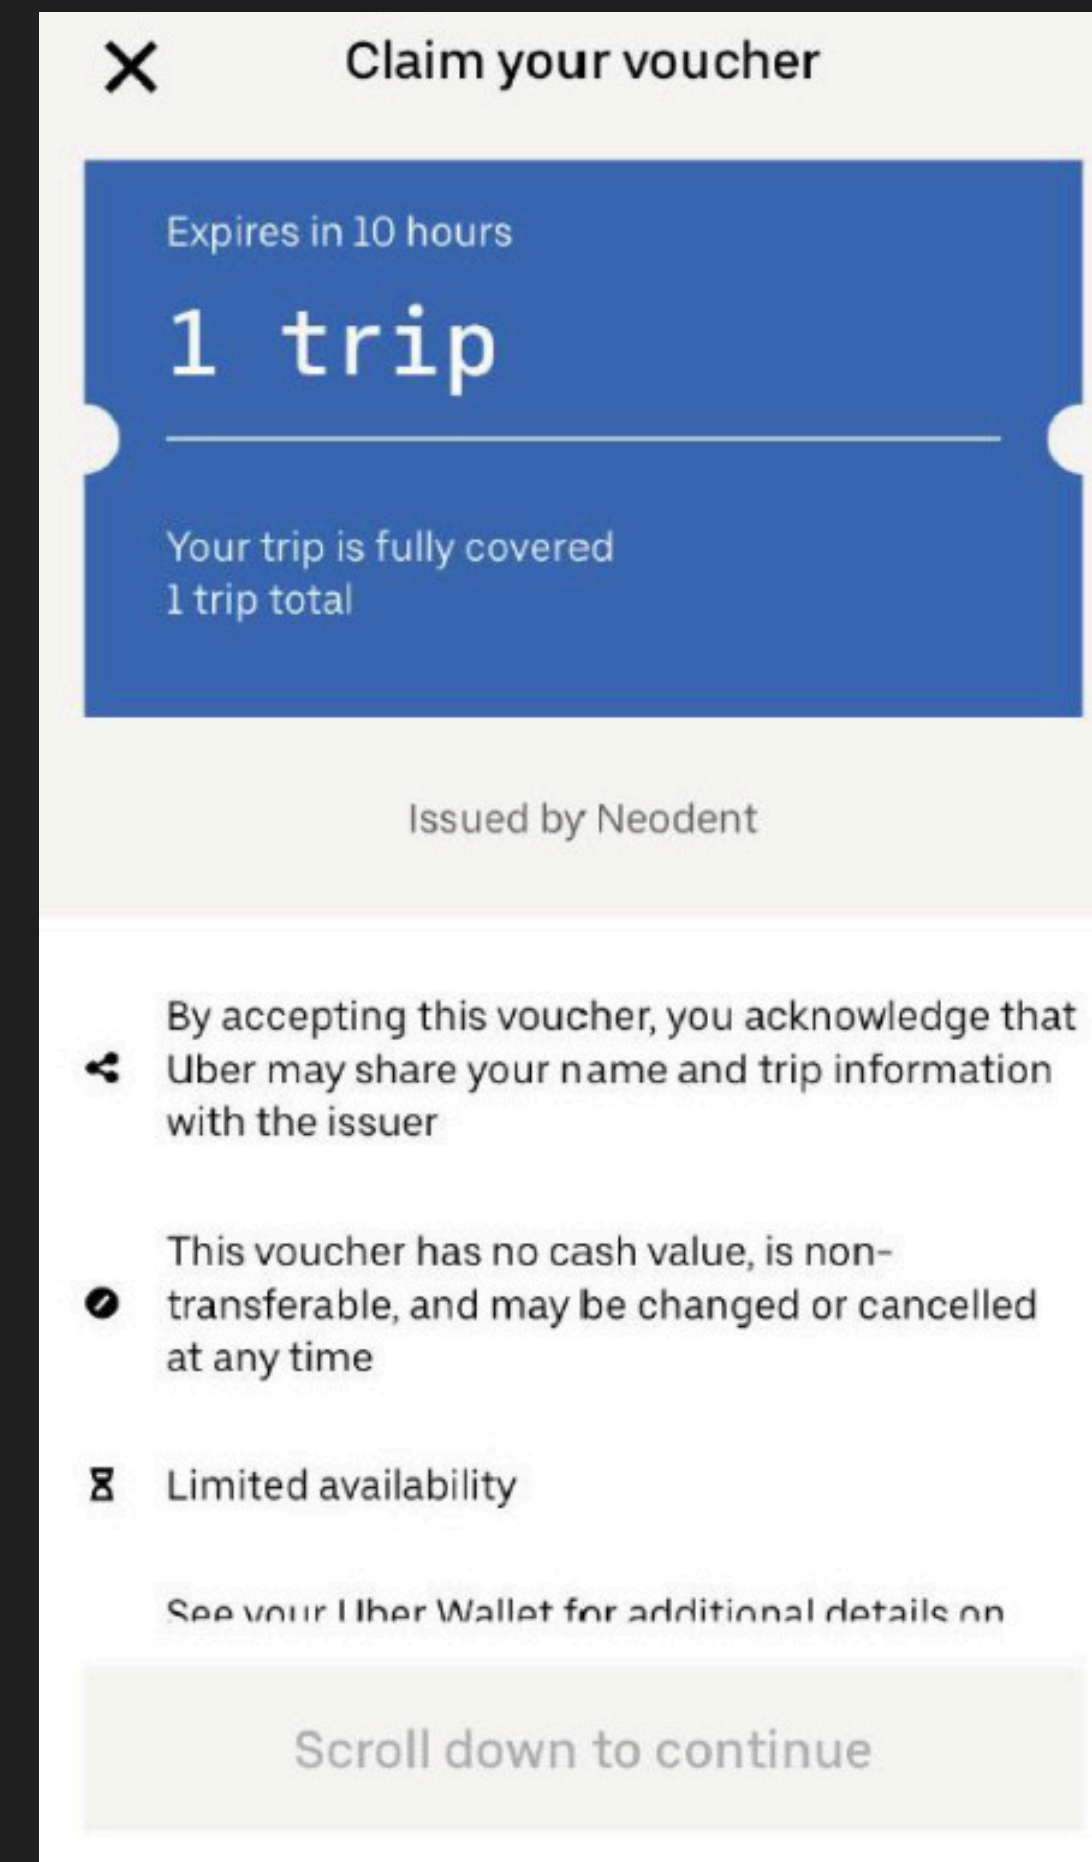 Claim your voucher
Expires in 10 hours
1 trip
Your trip is fully covered
1 trip total
Issued by Neodent
By accepting this voucher, you acknowledge that
Uber may share your name and trip information
with the issuer
This voucher has no cash value, is non-
transferable, and may be changed or cancelled
at any time
Limited availability
See your Uber Wallet for additional details on
Scroll down to continue